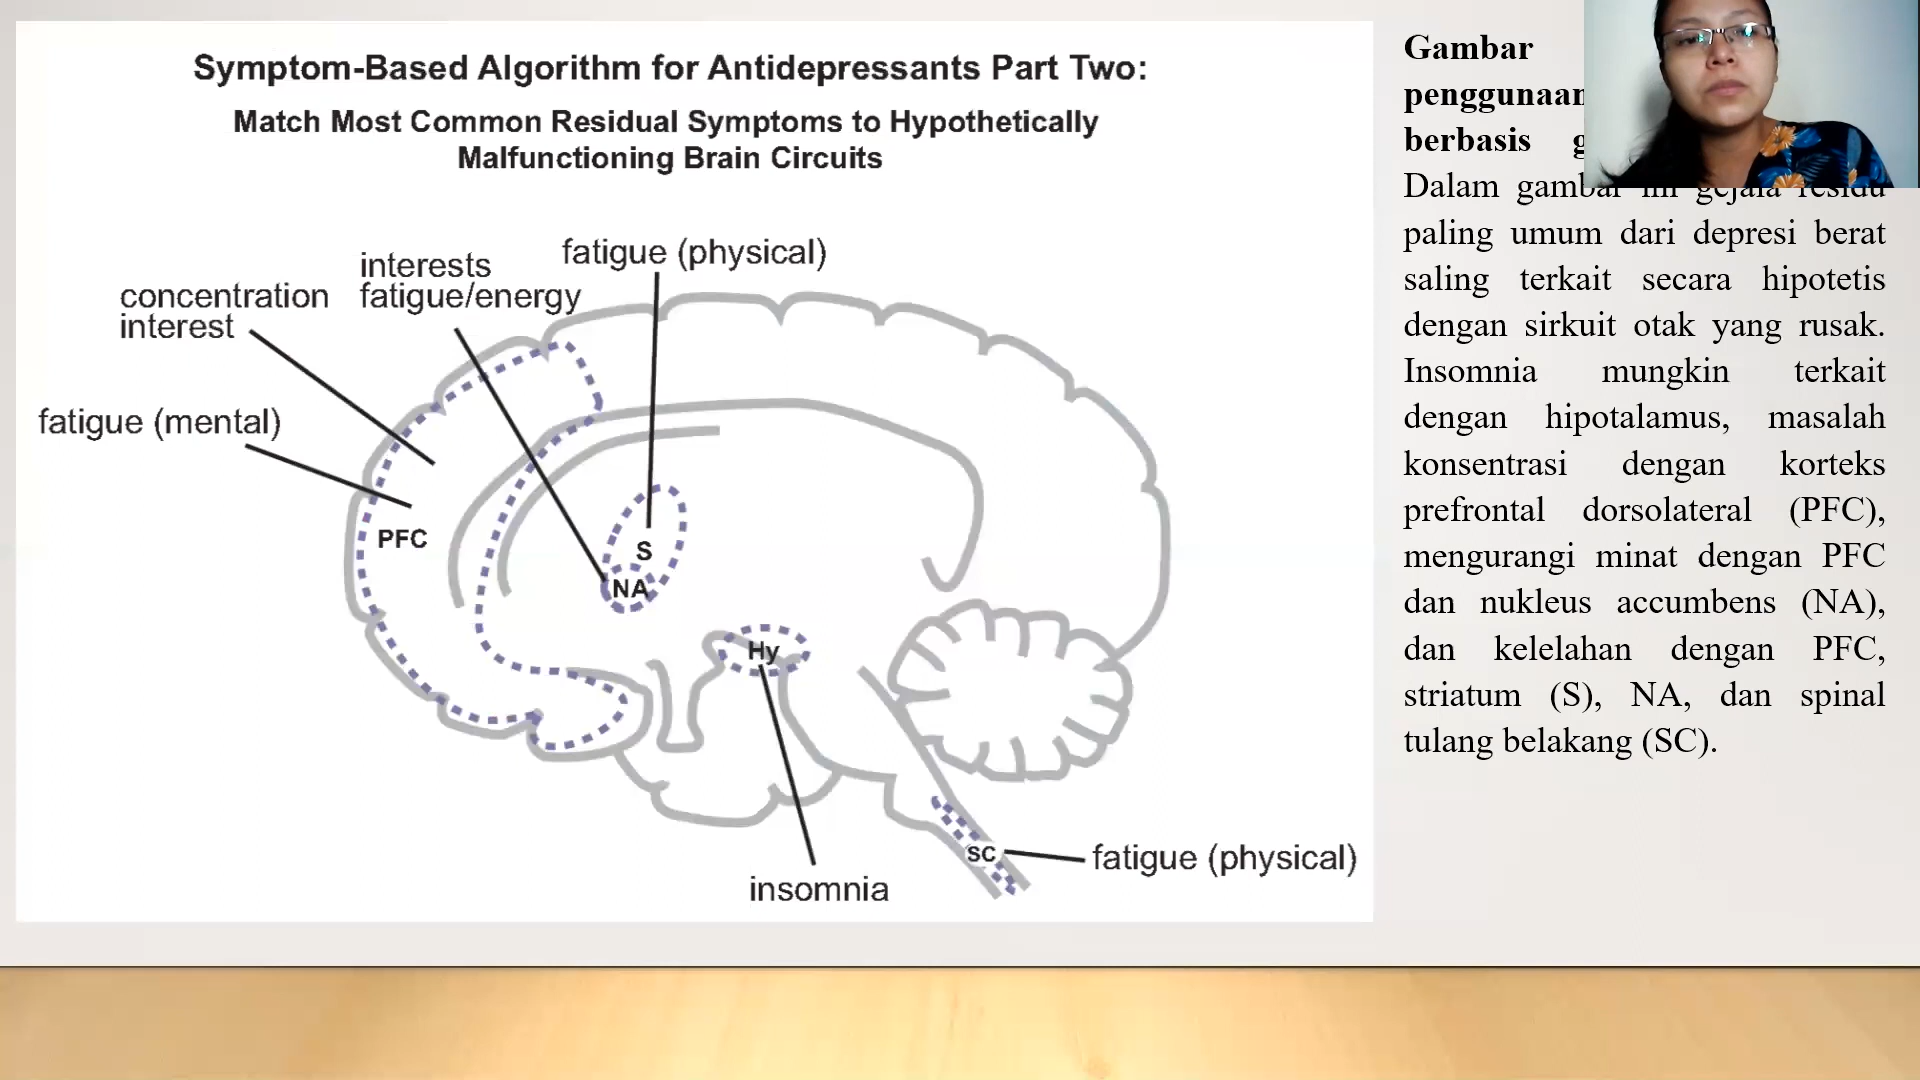 Symptom-Based Algorithm for Antidepressants Part Two:
Match Most Common Residual Symptoms to Hypothetically
Malfunctioning Brain Circuits
fatigue (physical)
interests
fatigue/energy
concentration
interest
fatigue (mental)
PFC
S
NA
Hy
SC
fatigue (physical)
insomnia
Gambar
berbasis
Dalam gambar ini gejala residu
paling umum dari depresi berat
saling terkait secara hipotetis
dengan sirkuit otak yang rusak.
Insomnia mungkin terkait
dengan hipotalamus, masalah
konsentrasi dengan korteks
prefrontal dorsolateral (PFC),
mengurangi minat dengan PFC
dan nukleus accumbens (NA),
dan kelelahan dengan PFC,
striatum (S), NA, dan spinal
tulang belakang (SC).